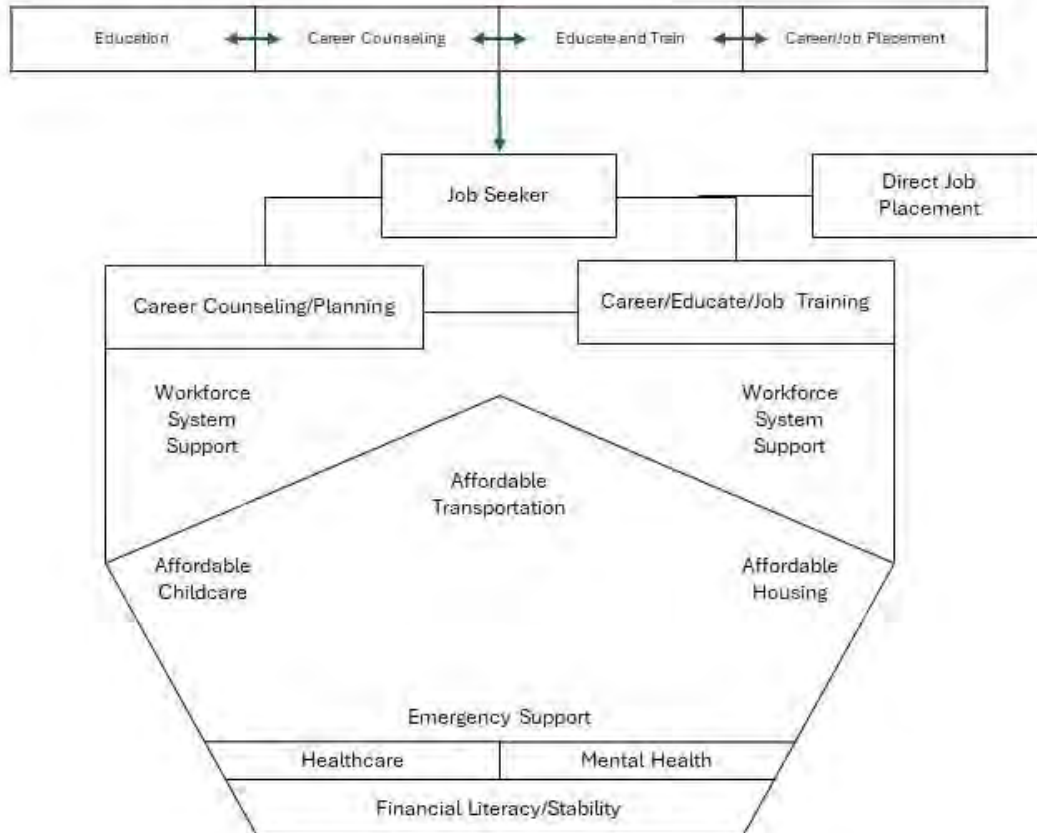 Education
Career Counseling
Educate and Train
Career/Job Placement
Job Seeker
Direct Job
Placement
Career Counseling/Planning
Career/Educate/Job Training
Workforce
System
Support
Workforce
System
Support
Affordable
Transportation
Affordable
Childcare
Affordable
Housing
Emergency Support
Healthcare
Mental Health
Financial Literacy/Stability